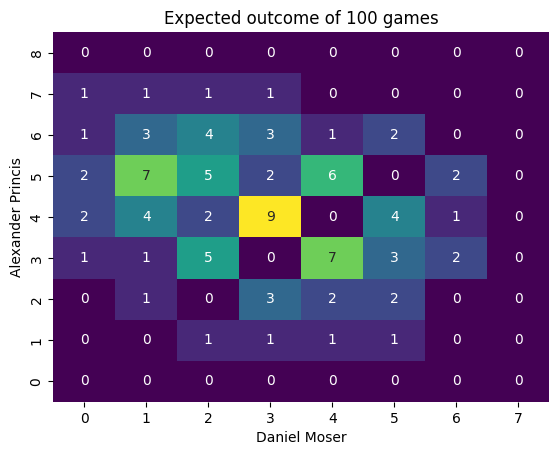 Expected outcome of 100 games
Alexander Princis
8 0 0 0 0 0 0 0 0
7 1 1 1 1 0 0 0 0
6 1 3 4 3 1 2 0 0
5 2 7 5 2 6 0 2 0
4 2 4 2 9 0 4 1 0
3 1 1 5 0 7 3 2 0
2 0 1 0 3 2 2 0 0
1 0 0 1 1 1 1 0 0
0 0 0 0 0 0 0 0 0
0 1 2 3 4 5 6 7
Daniel Moser